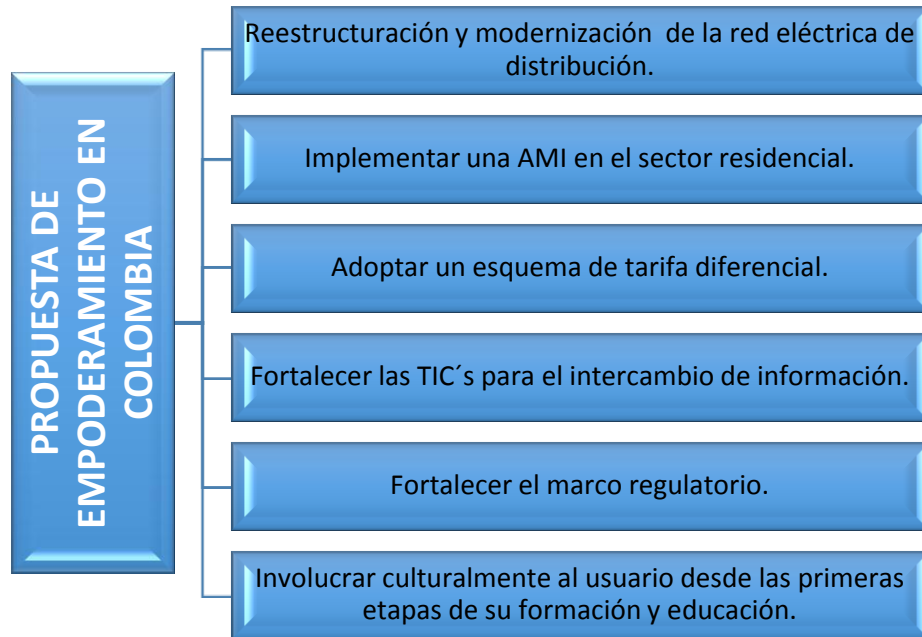 PROPUESTA DE
EMPODERAMIENTO EN
COLOMBIA
Reestructuración y modernización de la red eléctrica de
distribución.
Implementar una AMI en el sector residencial.
Adoptar un esquema de tarifa diferencial.
Fortalecer las TIC´s para el intercambio de información.
Fortalecer el marco regulatorio.
Involucrar culturalmente al usuario desde las primeras
etapas de su formación y educación.